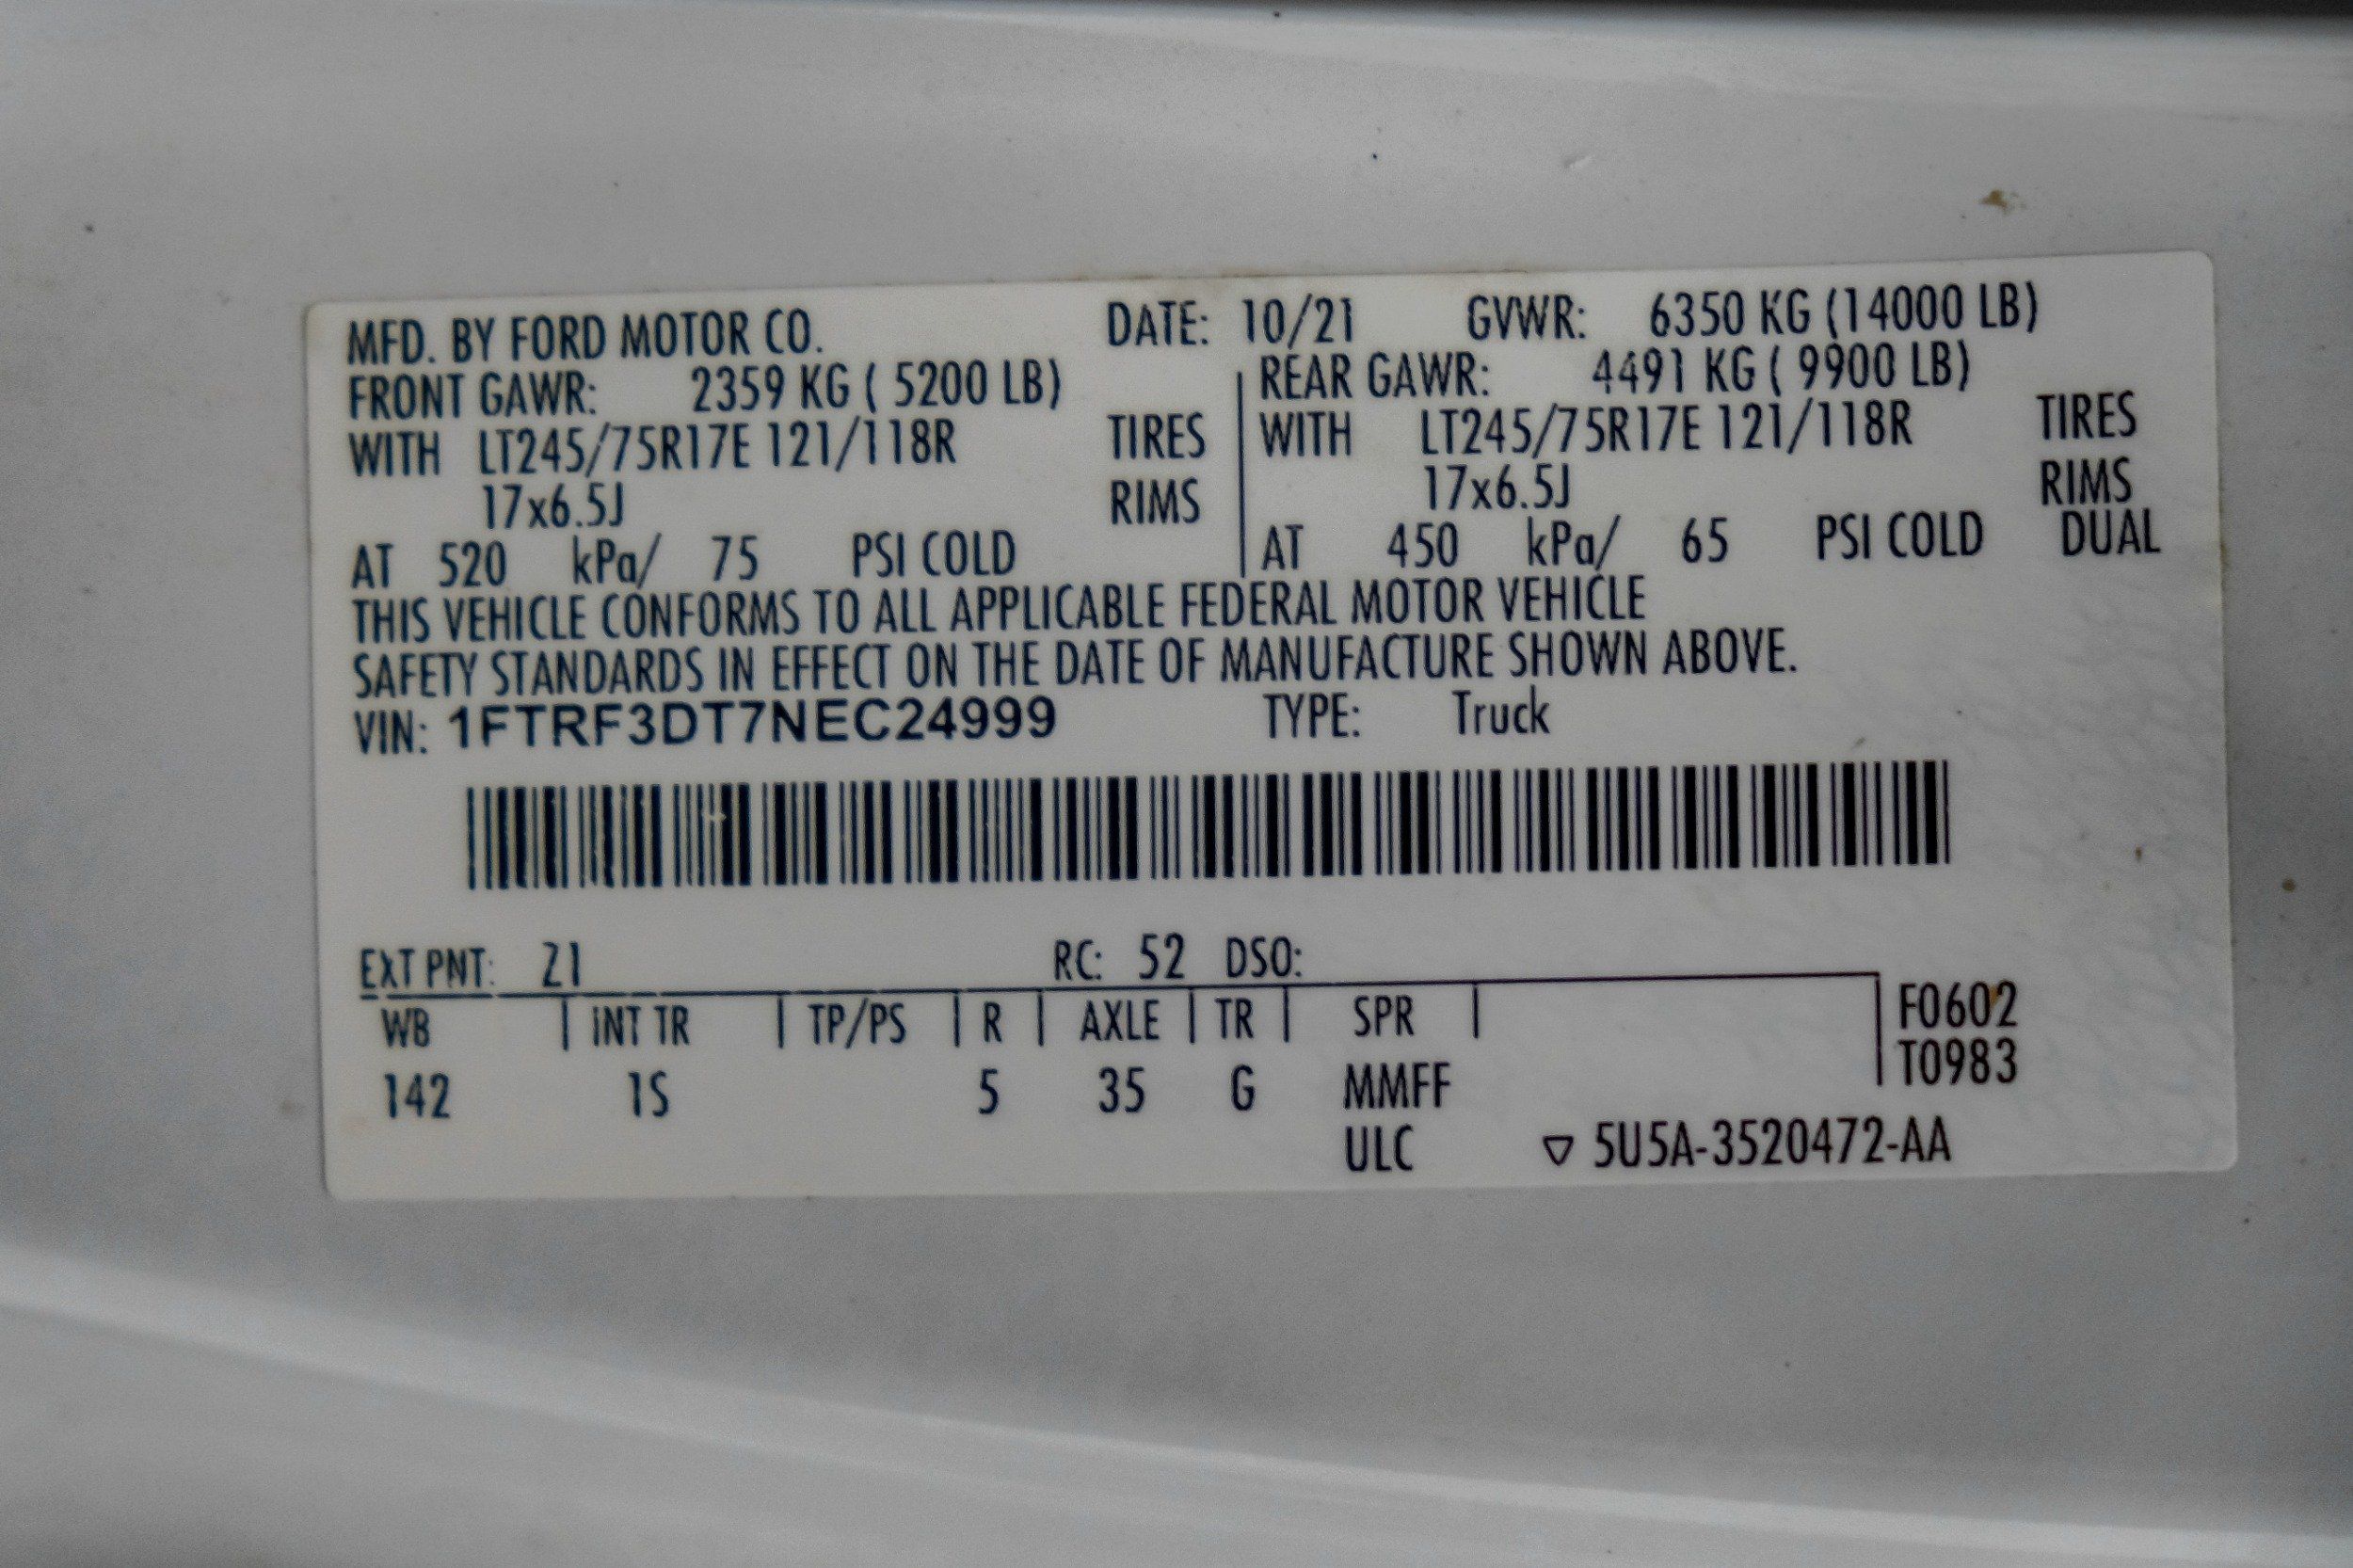 MFD. BY FORD MOTOR CO. DATE: 10/21 GVWR: 6350 KG (14000 LB)
FRONT GAWR: 2359 KG ( 5200 LB) REAR GAWR: 4491 KG ( 9900 LB)
WITH LT245/75R17E 121/118R TIRES WITH LT245/75R17E 121/118R TIRES
17x6.5J RIMS 17x6.5J RIMS
AT 520 kPa/ 75 PSI COLD AT 450 kPa/ 65 PSI COLD DUAL
THIS VEHICLE CONFORMS TO ALL APPLICABLE FEDERAL MOTOR VEHICLE
SAFETY STANDARDS IN EFFECT ON THE DATE OF MANUFACTURE SHOWN ABOVE.
VIN: 1FTRF3DT7NEC24999 TYPE: Truck
EXT PNT: Z1 RC: 52 DSO:
WB INT TR TP/PS R AXLE TR SPR F0602
T0983
142 1S 5 35 G MMFF
ULC ▽ 5U5A-3520472-AA